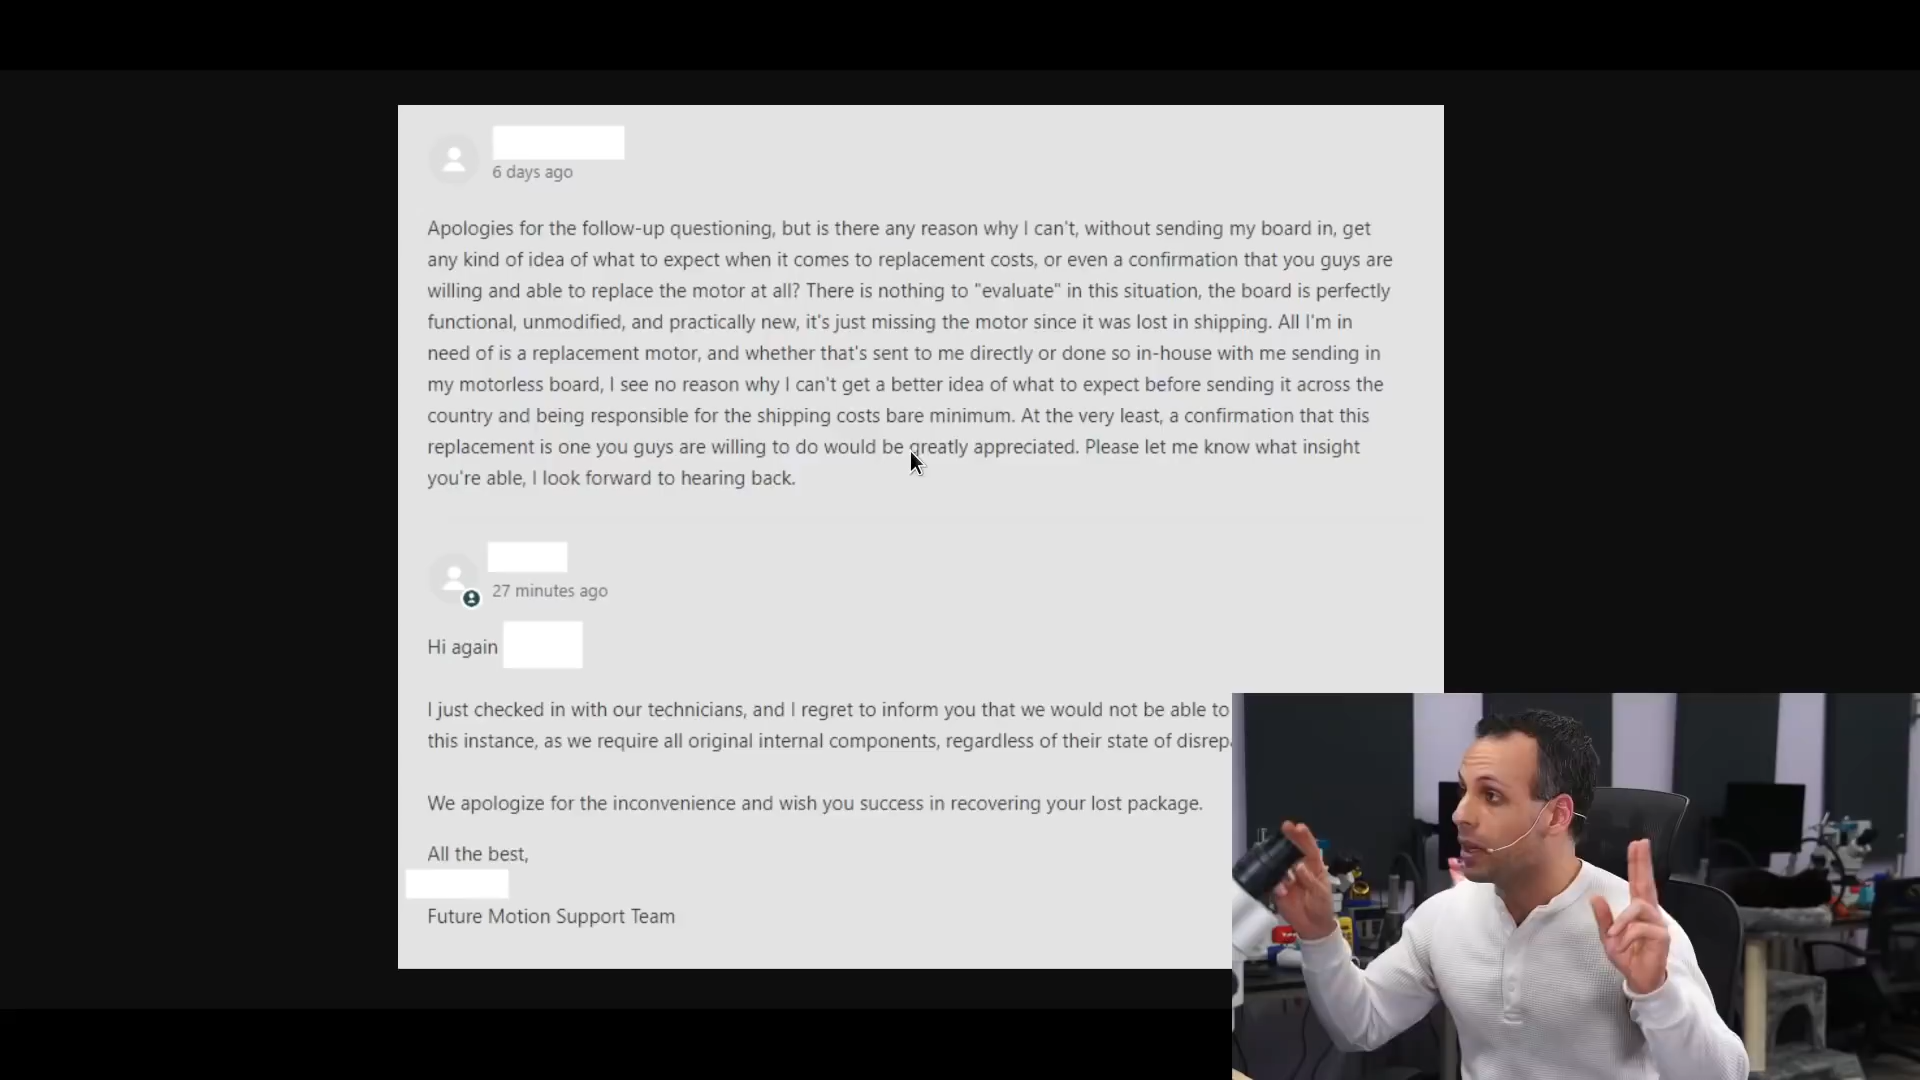 6 days ago
Apologies for the follow-up questioning, but is there any reason why I can't, without sending my board in, get
any kind of idea of what to expect when it comes to replacement costs, or even a confirmation that you guys are
willing and able to replace the motor at all? There is nothing to "evaluate" in this situation, the board is perfectly
functional, unmodified, and practically new, it's just missing the motor since it was lost in shipping. All I'm in
need of is a replacement motor, and whether that's sent to me directly or done so in-house with me sending in
my motorless board, I see no reason why I can't get a better idea of what to expect before sending it across the
country and being responsible for the shipping costs bare minimum. At the very least, a confirmation that this
replacement is one you guys are willing to do would be greatly appreciated. Please let me know what insight
you're able, I look forward to hearing back.
27 minutes ago
Hi again
I just checked in with our technicians, and I regret to inform you that we would not be able to
this instance, as we require all original internal components, regardless of their state of
We apologize for the inconvenience and wish you success in recovering your lost package.
All the best,
Future Motion Support Team